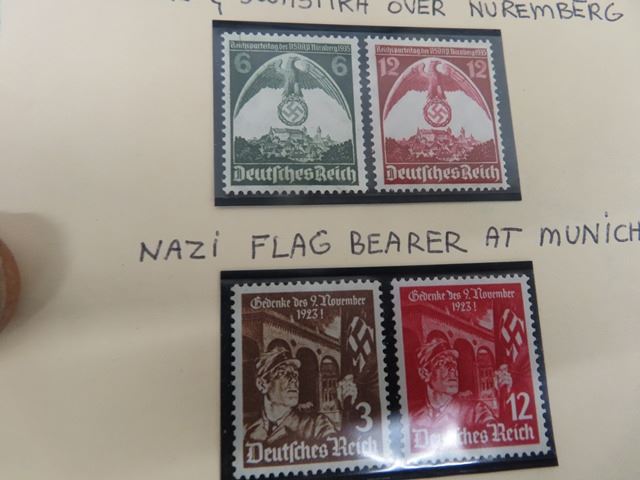 SWASTIKA OVER NUREMBERG
Reichsparteitag der NSDAP Nürnberg 1935
6 6
Deutsches Reich
Reichsparteitag der NSDAP Nürnberg 1935
12 12
Deutsches Reich
NAZI FLAG BEARER AT MUNICH
Gedenke des 9. November
1923!
3
Deutsches Reich
Gedenke des 9. November
1923!
12
Deutsches Reich